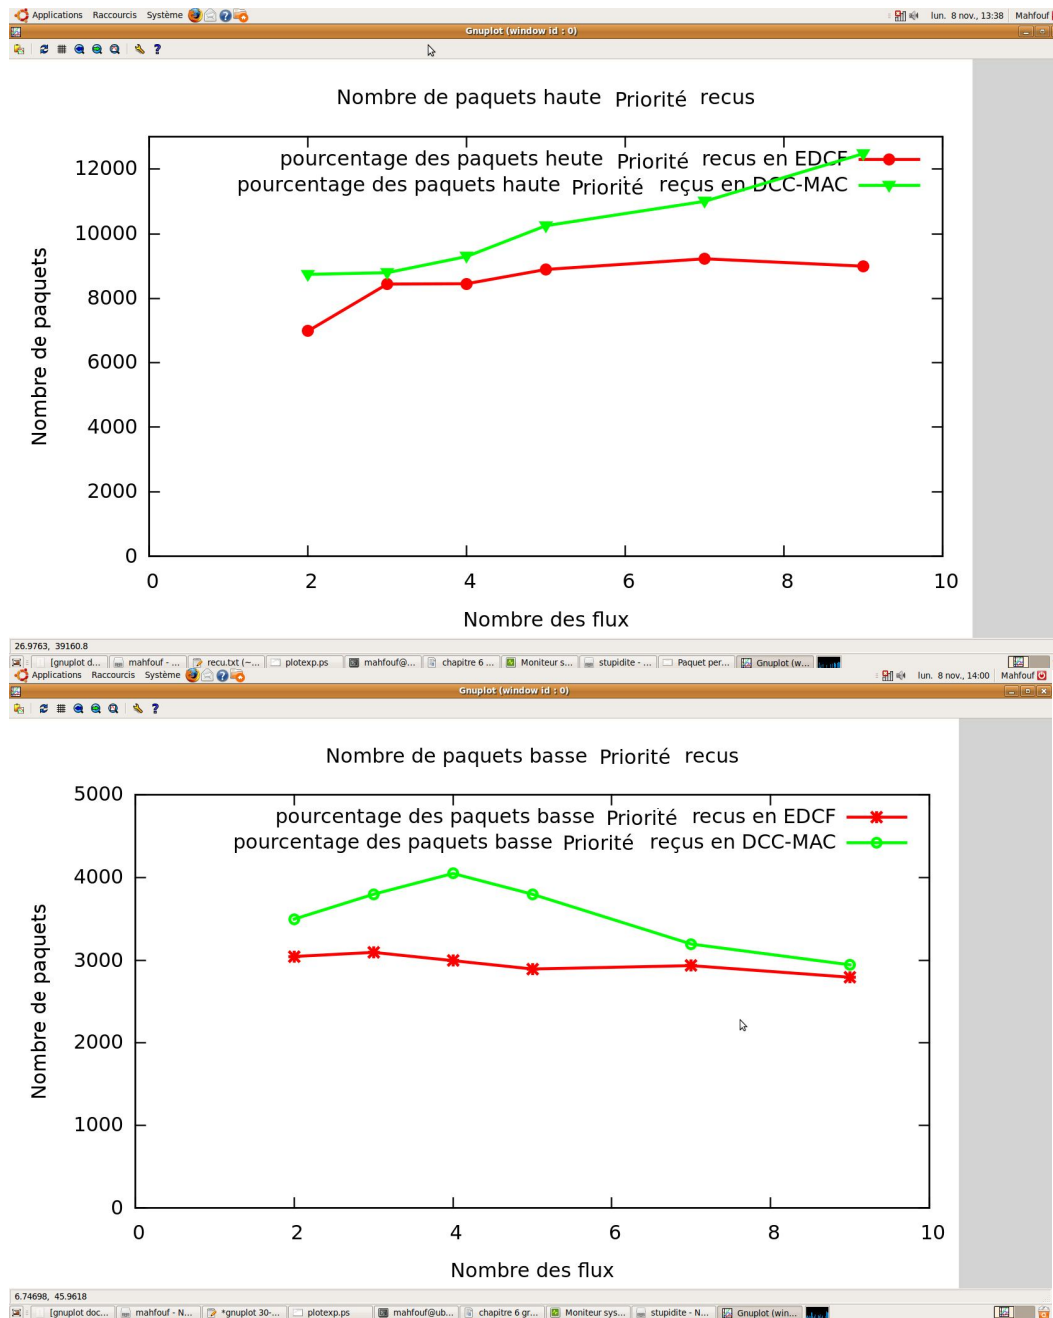 Applications Raccourcis Système lun. 8 nov., 13:38 Mahfouf
Gnuplot (window id : 0)
Nombre de paquets haute Priorité recus
pourcentage des paquets heute Priorité recus en EDCF
pourcentage des paquets haute Priorité reçus en DCC-MAC
12000
10000
8000
6000
4000
2000
0
Nombre de paquets
0 2 4 6 8 10
Nombre des flux
26.9763, 39160.8
[gnuplot d... mahfouf - ... recu.txt (~... plotexp.ps mahfouf@... chapitre 6 ... Moniteur s... stupidite - ... Paquet per... Gnuplot (w...
Applications Raccourcis Système lun. 8 nov., 14:00 Mahfouf
Gnuplot (window id : 0)
Nombre de paquets basse Priorité recus
pourcentage des paquets basse Priorité recus en EDCF
pourcentage des paquets basse Priorité reçus en DCC-MAC
5000
4000
3000
2000
1000
0
Nombre de paquets
0 2 4 6 8 10
Nombre des flux
6.74698, 45.9618
[gnuplot doc... mahfouf - N... *gnuplot 30-... plotexp.ps mahfouf@ub... chapitre 6 gr... Moniteur sys... stupidite - N... Gnuplot (win...